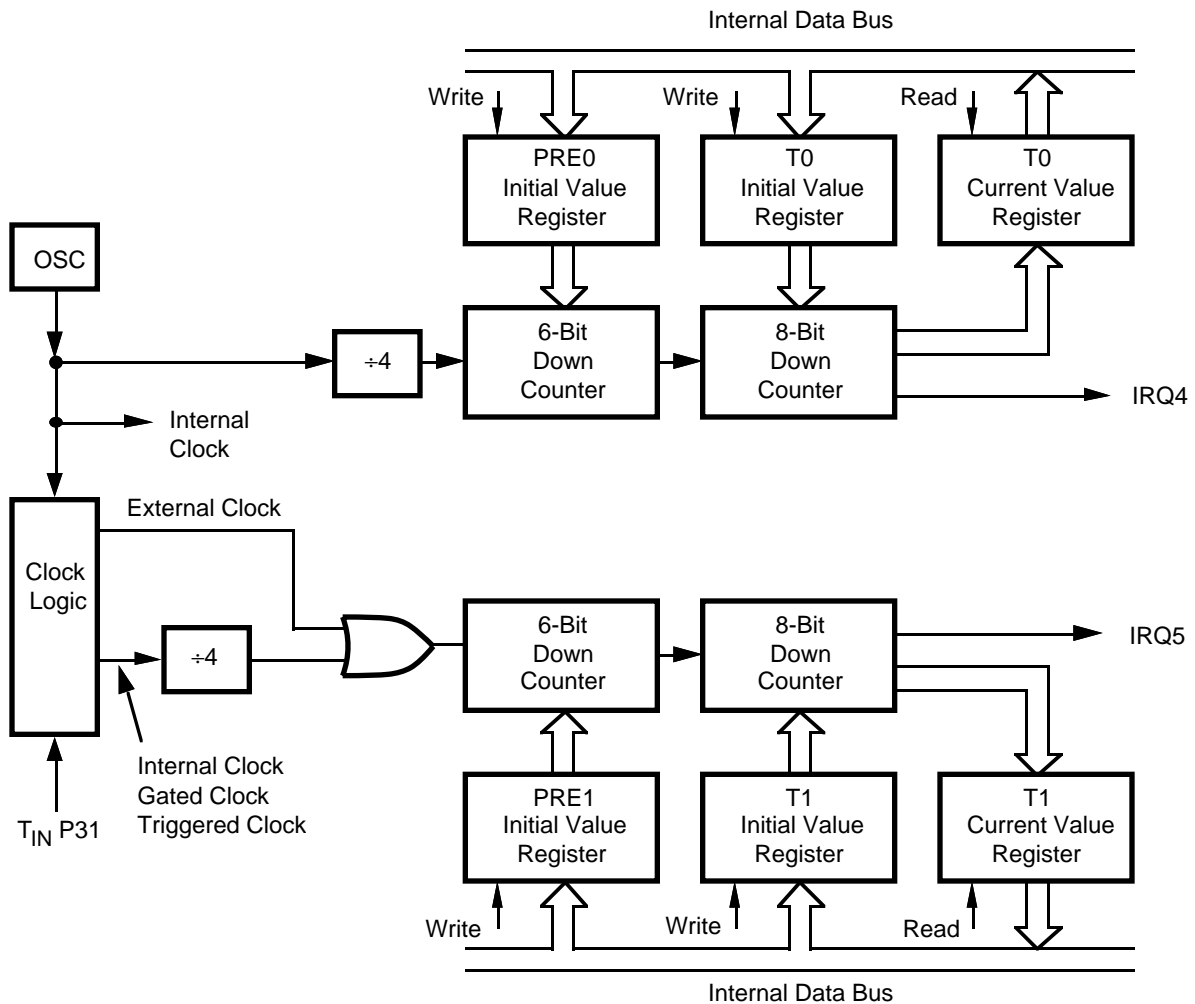 Internal Data Bus
Write
Write
Read
PRE0
Initial Value
Register
T0
Initial Value
Register
T0
Current Value
Register
OSC
÷4
6-Bit
Down
Counter
8-Bit
Down
Counter
IRQ4
Internal
Clock
External Clock
Clock
Logic
÷4
6-Bit
Down
Counter
8-Bit
Down
Counter
IRQ5
Internal Clock
Gated Clock
Triggered Clock
TIN P31
PRE1
Initial Value
Register
T1
Initial Value
Register
T1
Current Value
Register
Write
Write
Read
Internal Data Bus